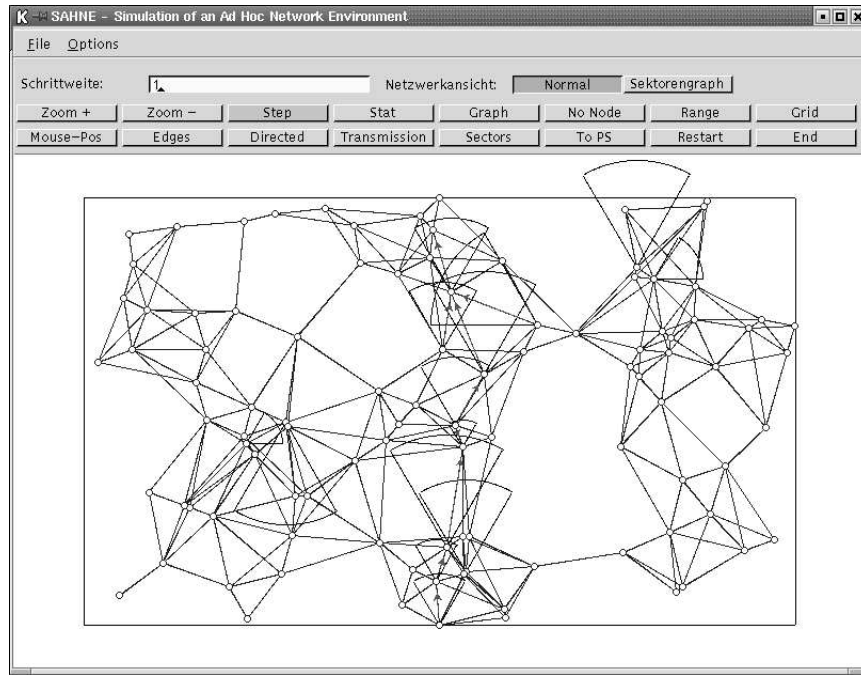 SAHNE - Simulation of an Ad Hoc Network Environment
File Options
Schrittweite: 1 Netzwerkansicht: Normal Sektorengraph
Zoom + Zoom - Step Stat Graph No Node Range Grid
Mouse-Pos Edges Directed Transmission Sectors To PS Restart End